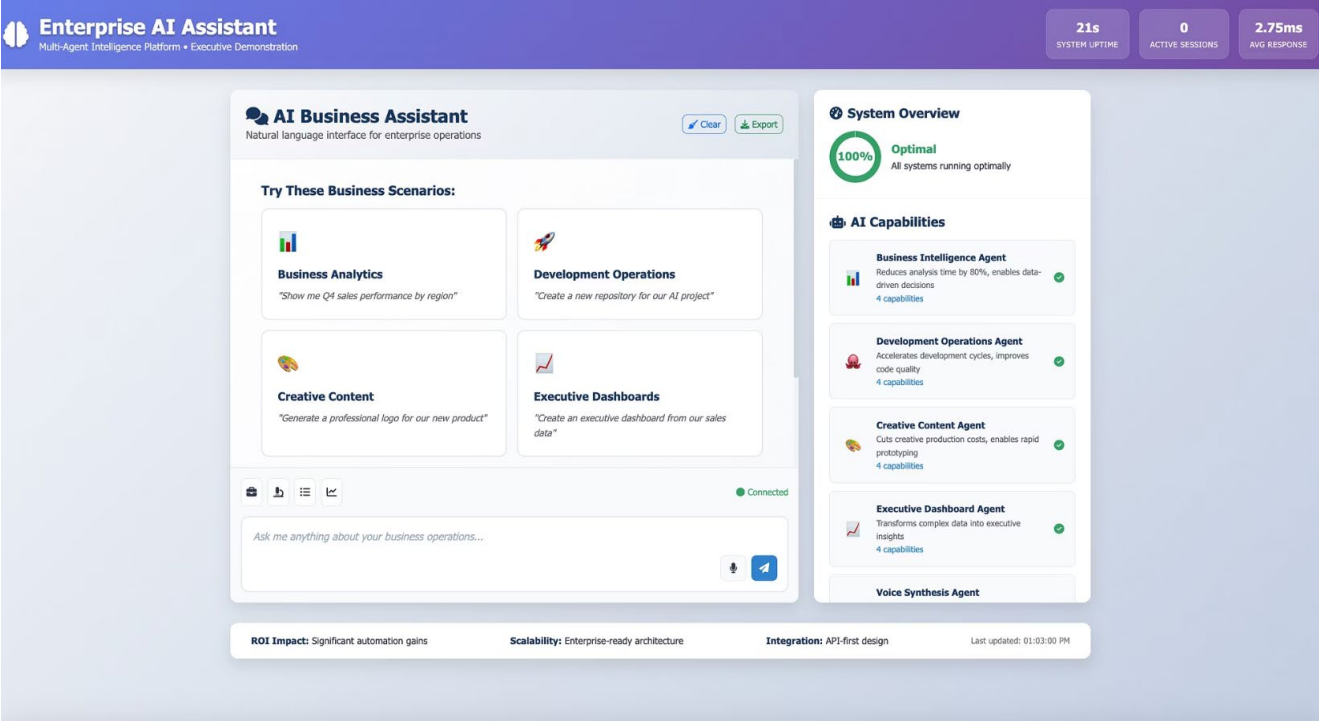 Enterprise AI Assistant
Multi-Agent Intelligence Platform • Executive Demonstration
21s
SYSTEM UPTIME
0
ACTIVE SESSIONS
2.75ms
AVG RESPONSE
AI Business Assistant
Natural language interface for enterprise operations
Clear
Export
Try These Business Scenarios:
Business Analytics
"Show me Q4 sales performance by region"
Development Operations
"Create a new repository for our AI project"
Creative Content
"Generate a professional logo for our new product"
Executive Dashboards
"Create an executive dashboard from our sales
data"
Connected
Ask me anything about your business operations...
System Overview
100%
Optimal
All systems running optimally
AI Capabilities
Business Intelligence Agent
Reduces analysis time by 80%, enables data-
driven decisions
4 capabilities
Development Operations Agent
Accelerates development cycles, improves
code quality
4 capabilities
Creative Content Agent
Cuts creative production costs, enables rapid
prototyping
4 capabilities
Executive Dashboard Agent
Transforms complex data into executive
insights
4 capabilities
Voice Synthesis Agent
ROI Impact: Significant automation gains
Scalability: Enterprise-ready architecture
Integration: API-first design
Last updated: 01:03:00 PM